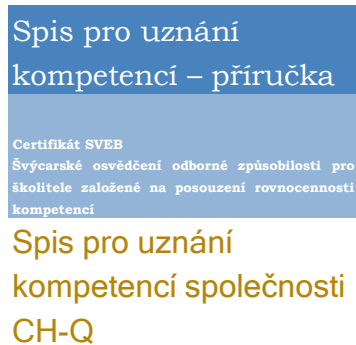 Spis pro uznání
kompetencí – příručka
Certifikát SVEB
Švýcarské osvědčení odborné způsobilosti pro
školitele založené na posouzení rovnocennosti
kompetencí
Spis pro uznání
kompetencí společnosti
CH-Q